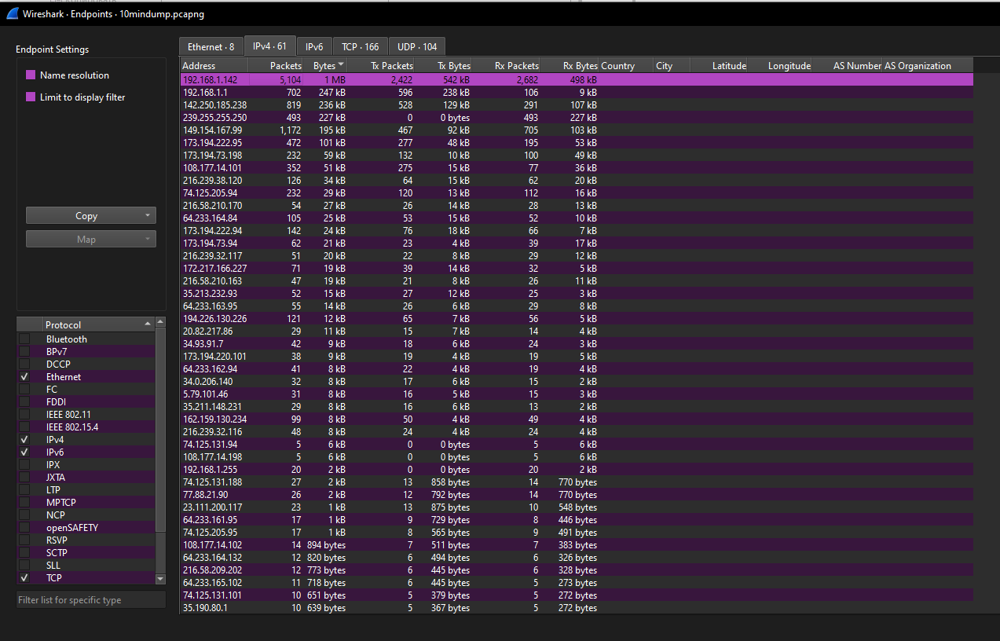 Wireshark · Endpoints · 10mindump.pcapng
Endpoint Settings
Name resolution
Limit to display filter
Copy
Map
Protocol
Bluetooth
BPv7
DCCP
Ethernet
FC
FDDI
IEEE 802.11
IEEE 802.15.4
IPv4
IPv6
IPX
JXTA
LTP
MPTCP
NCP
openSAFETY
RSVP
SCTP
SLL
TCP
Filter list for specific type
Ethernet · 8 IPv4 · 61 IPv6 TCP · 166 UDP · 104
Address Packets Bytes Tx Packets Tx Bytes Rx Packets Rx Bytes Country City Latitude Longitude AS Number AS Organization
192.168.1.142 5,104 1 MB 2,422 542 kB 2,682 498 kB
192.168.1.1 702 247 kB 596 238 kB 106 9 kB
142.250.185.238 819 236 kB 528 129 kB 291 107 kB
239.255.255.250 493 227 kB 0 0 bytes 493 227 kB
149.154.167.99 1,172 195 kB 467 92 kB 705 103 kB
173.194.222.95 472 101 kB 277 48 kB 195 53 kB
173.194.73.198 232 59 kB 132 10 kB 100 49 kB
108.177.14.101 352 51 kB 275 15 kB 77 36 kB
216.239.38.120 126 34 kB 64 15 kB 62 20 kB
74.125.205.94 232 29 kB 120 13 kB 112 16 kB
216.58.210.170 54 27 kB 26 14 kB 28 13 kB
64.233.164.84 105 25 kB 53 15 kB 52 10 kB
173.194.222.94 142 24 kB 76 18 kB 66 7 kB
173.194.73.94 62 21 kB 23 4 kB 39 17 kB
216.239.32.117 51 20 kB 22 8 kB 29 12 kB
172.217.166.227 71 19 kB 39 14 kB 32 5 kB
216.58.210.163 47 19 kB 21 8 kB 26 11 kB
35.213.232.93 52 15 kB 27 12 kB 25 3 kB
64.233.163.95 55 14 kB 26 6 kB 29 8 kB
194.226.130.226 121 12 kB 65 7 kB 56 5 kB
20.82.217.86 29 11 kB 15 7 kB 14 4 kB
34.93.91.7 42 9 kB 18 6 kB 24 3 kB
173.194.220.101 38 9 kB 19 4 kB 19 5 kB
64.233.162.94 41 8 kB 22 4 kB 19 4 kB
34.0.206.140 32 8 kB 17 6 kB 15 2 kB
5.79.101.46 31 8 kB 16 5 kB 15 3 kB
35.211.148.231 29 8 kB 16 6 kB 13 2 kB
162.159.130.234 99 8 kB 50 4 kB 49 4 kB
216.239.32.116 48 8 kB 24 4 kB 24 4 kB
74.125.131.94 5 6 kB 0 0 bytes 5 6 kB
108.177.14.198 5 6 kB 0 0 bytes 5 6 kB
192.168.1.255 20 2 kB 0 0 bytes 20 2 kB
74.125.131.188 27 2 kB 13 858 bytes 14 770 bytes
77.88.21.90 26 2 kB 12 792 bytes 14 770 bytes
23.111.200.117 23 1 kB 13 875 bytes 10 548 bytes
64.233.161.95 17 1 kB 9 729 bytes 8 446 bytes
74.125.205.95 17 1 kB 8 565 bytes 9 491 bytes
108.177.14.102 14 894 bytes 7 511 bytes 7 383 bytes
64.233.164.132 12 820 bytes 6 494 bytes 6 326 bytes
216.58.209.202 12 773 bytes 6 445 bytes 6 328 bytes
64.233.165.102 11 718 bytes 6 445 bytes 5 273 bytes
74.125.131.101 10 651 bytes 5 379 bytes 5 272 bytes
35.190.80.1 10 639 bytes 5 367 bytes 5 272 bytes